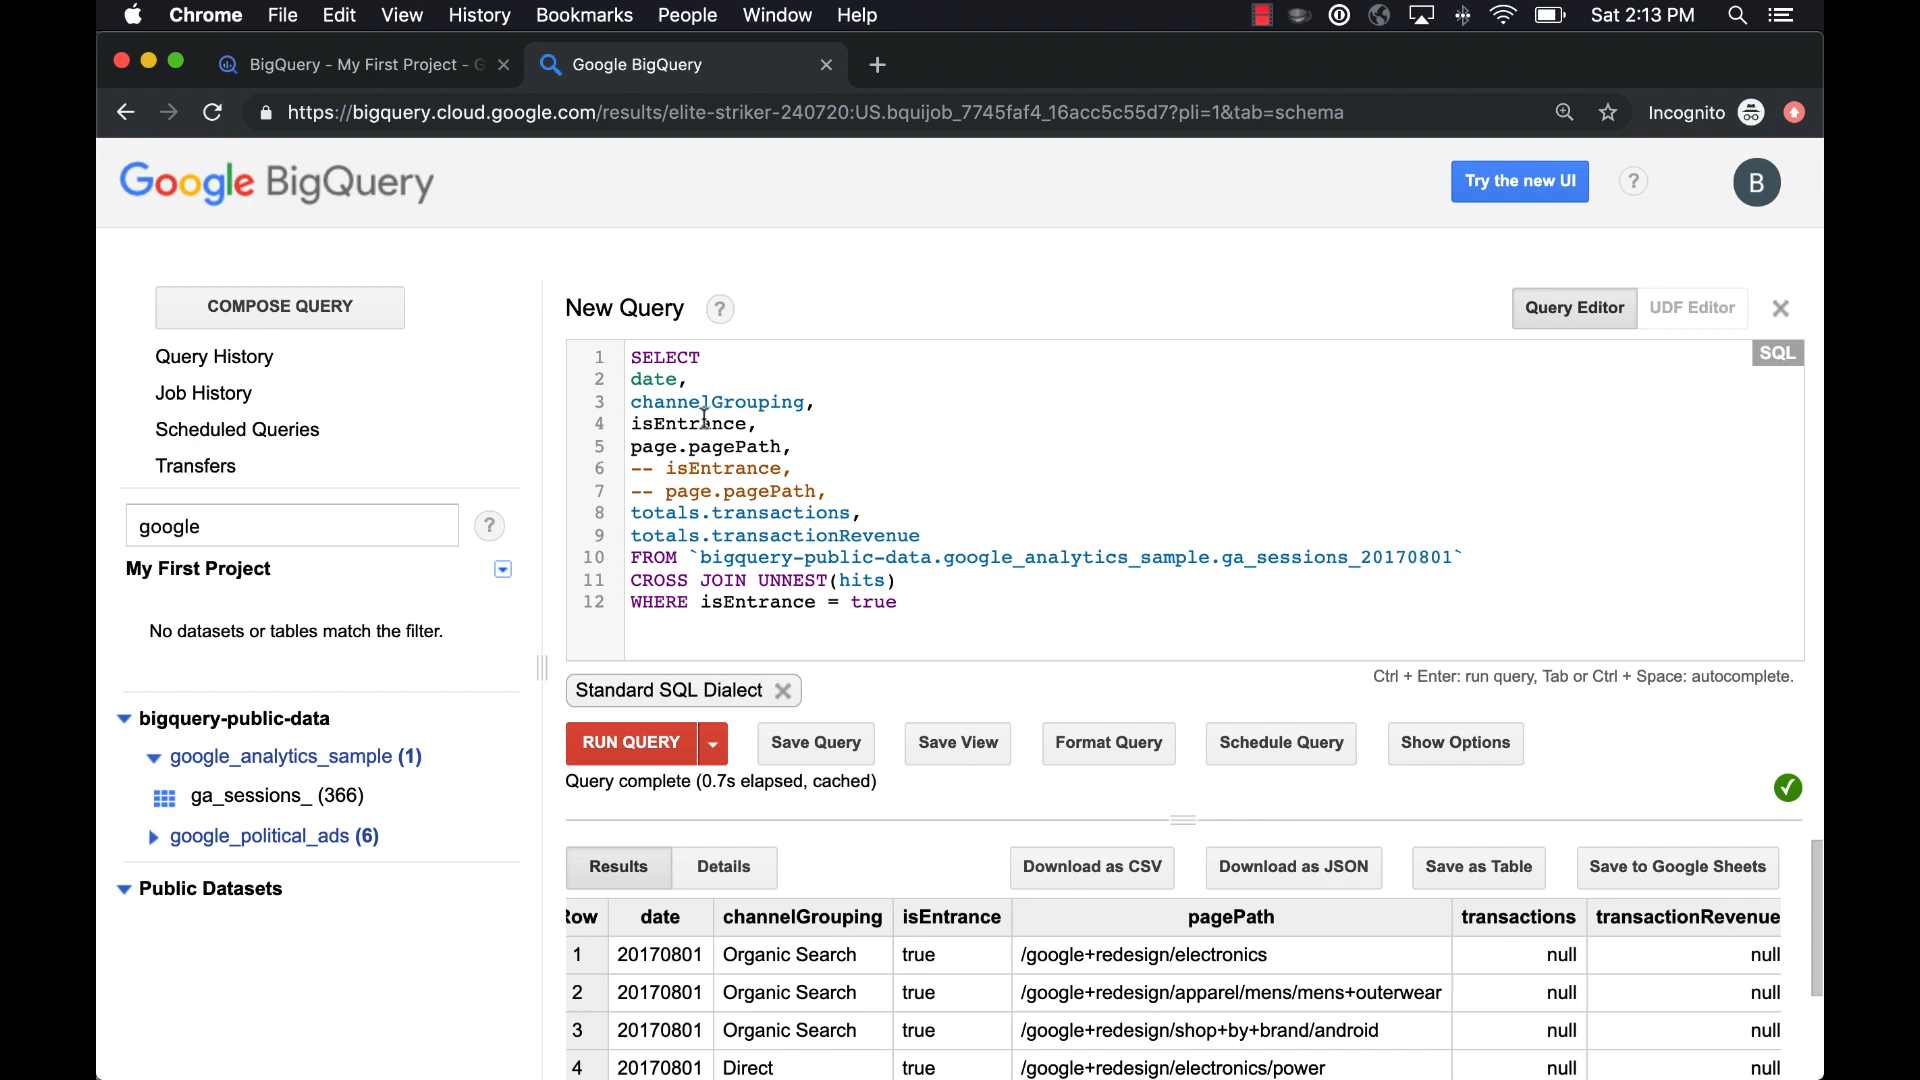 Chrome File Edit View History Bookmarks People Window Help Sat 2:13 PM
BigQuery - My First Project - G Google BigQuery
https://bigquery.cloud.google.com/results/elite-striker-240720:US.bquijob_7745faf4_16acc5c55d7?pli=1&tab=schema Incognito
Google BigQuery Try the new UI ? B
COMPOSE QUERY
Query History
Job History
Scheduled Queries
Transfers
google ?
My First Project
No datasets or tables match the filter.
bigquery-public-data
google_analytics_sample (1)
ga_sessions_ (366)
google_political_ads (6)
Public Datasets
New Query ? Query Editor UDF Editor
SQL
1 SELECT
2 date,
3 channelGrouping,
4 isEntrance,
5 page.pagePath,
6 -- isEntrance,
7 -- page.pagePath,
8 totals.transactions,
9 totals.transactionRevenue
10 FROM `bigquery-public-data.google_analytics_sample.ga_sessions_20170801`
11 CROSS JOIN UNNEST(hits)
12 WHERE isEntrance = true
Ctrl + Enter: run query, Tab or Ctrl + Space: autocomplete.
Standard SQL Dialect
RUN QUERY Save Query Save View Format Query Schedule Query Show Options
Query complete (0.7s elapsed, cached)
Results Details Download as CSV Download as JSON Save as Table Save to Google Sheets
Row date channelGrouping isEntrance pagePath transactions transactionRevenue
1 20170801 Organic Search true /google+redesign/electronics null null
2 20170801 Organic Search true /google+redesign/apparel/mens/mens+outerwear null null
3 20170801 Organic Search true /google+redesign/shop+by+brand/android null null
4 20170801 Direct true /google+redesign/electronics/power null null